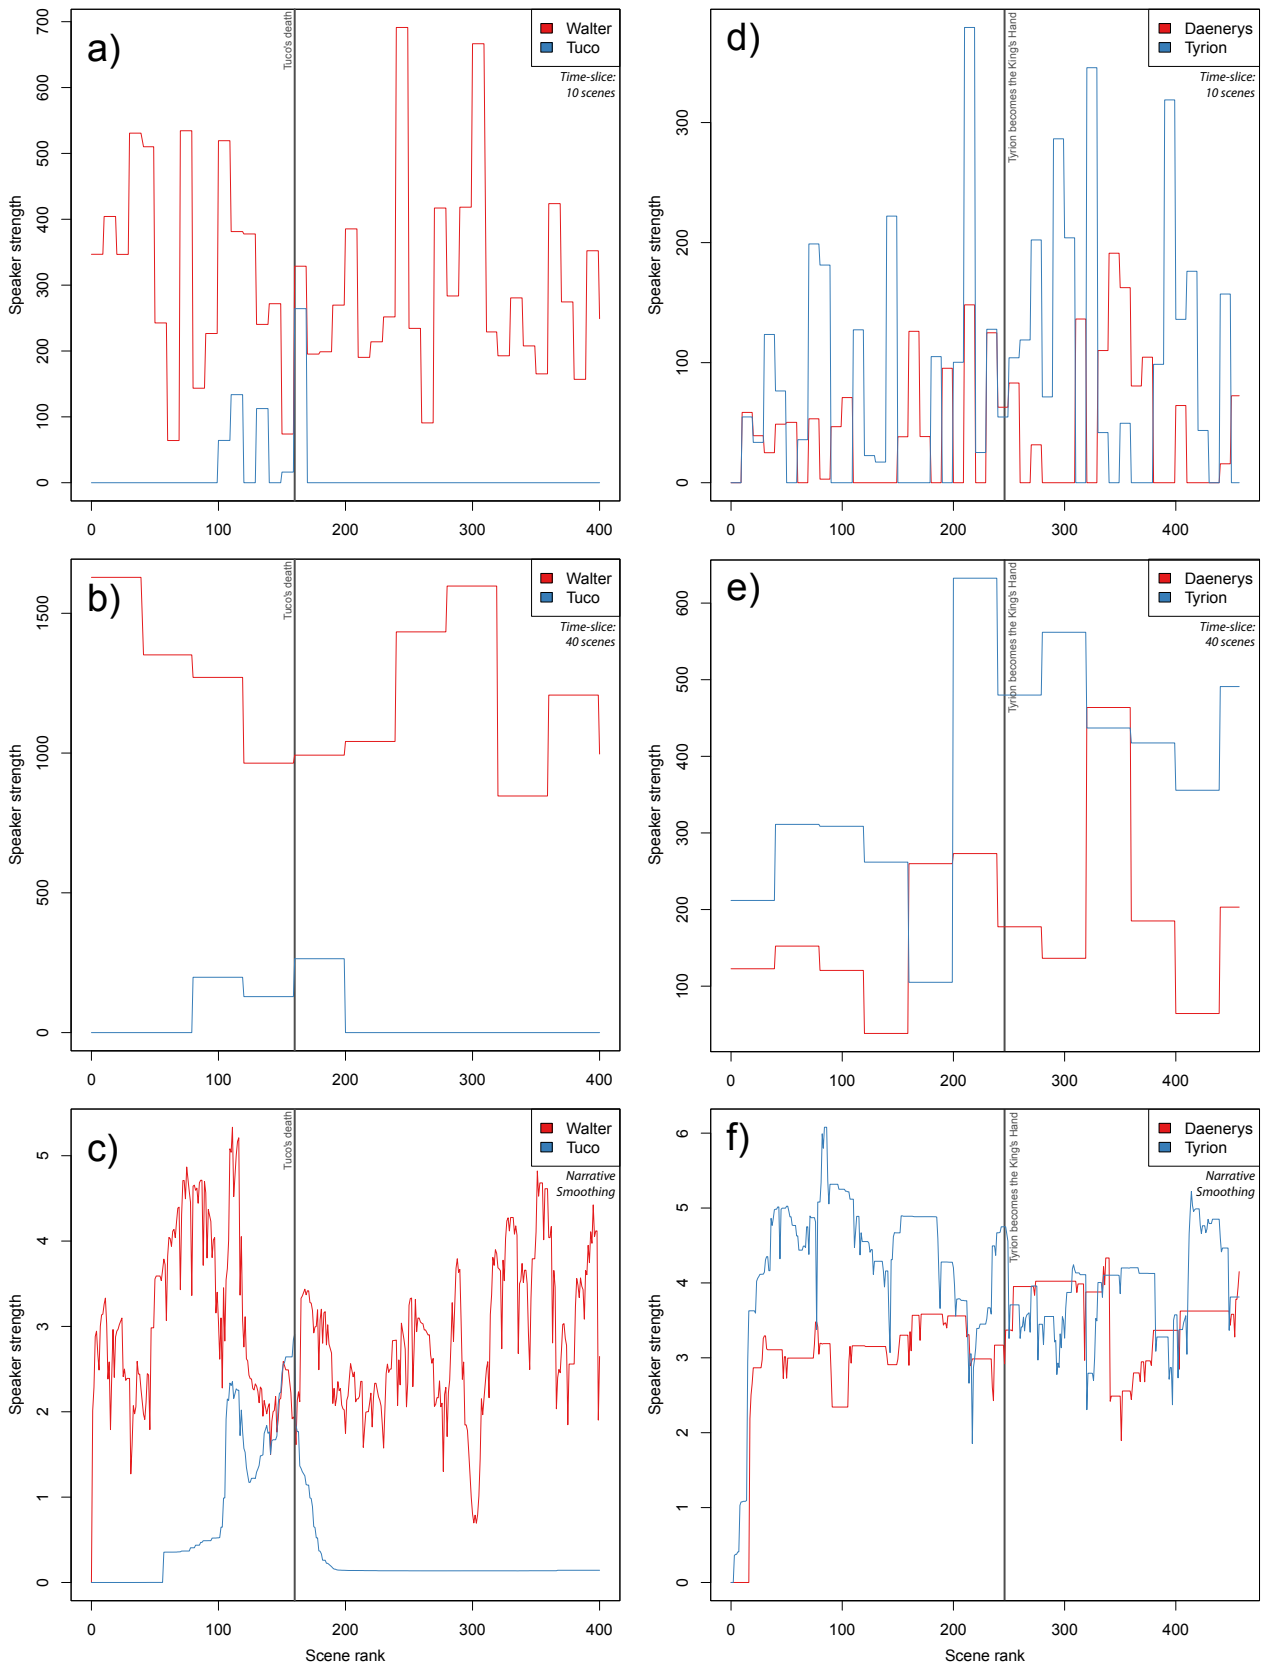 a)
Tuco's death
Walter
Tuco
Time-slice:
10 scenes
Speaker strength
0 100 200 300 400 500 600 700
0 100 200 300 400
d)
Tyrion becomes the King's Hand
Daenerys
Tyrion
Time-slice:
10 scenes
Speaker strength
0 100 200 300
0 100 200 300 400
b)
Tuco's death
Walter
Tuco
Time-slice:
40 scenes
Speaker strength
0 500 1000 1500
0 100 200 300 400
e)
Tyrion becomes the King's Hand
Daenerys
Tyrion
Time-slice:
40 scenes
Speaker strength
100 200 300 400 500 600
0 100 200 300 400
c)
Tuco's death
Walter
Tuco
Narrative
Smoothing
Speaker strength
0 1 2 3 4 5
0 100 200 300 400
Scene rank
f)
Tyrion becomes the King's Hand
Daenerys
Tyrion
Narrative
Smoothing
Speaker strength
0 1 2 3 4 5 6
0 100 200 300 400
Scene rank